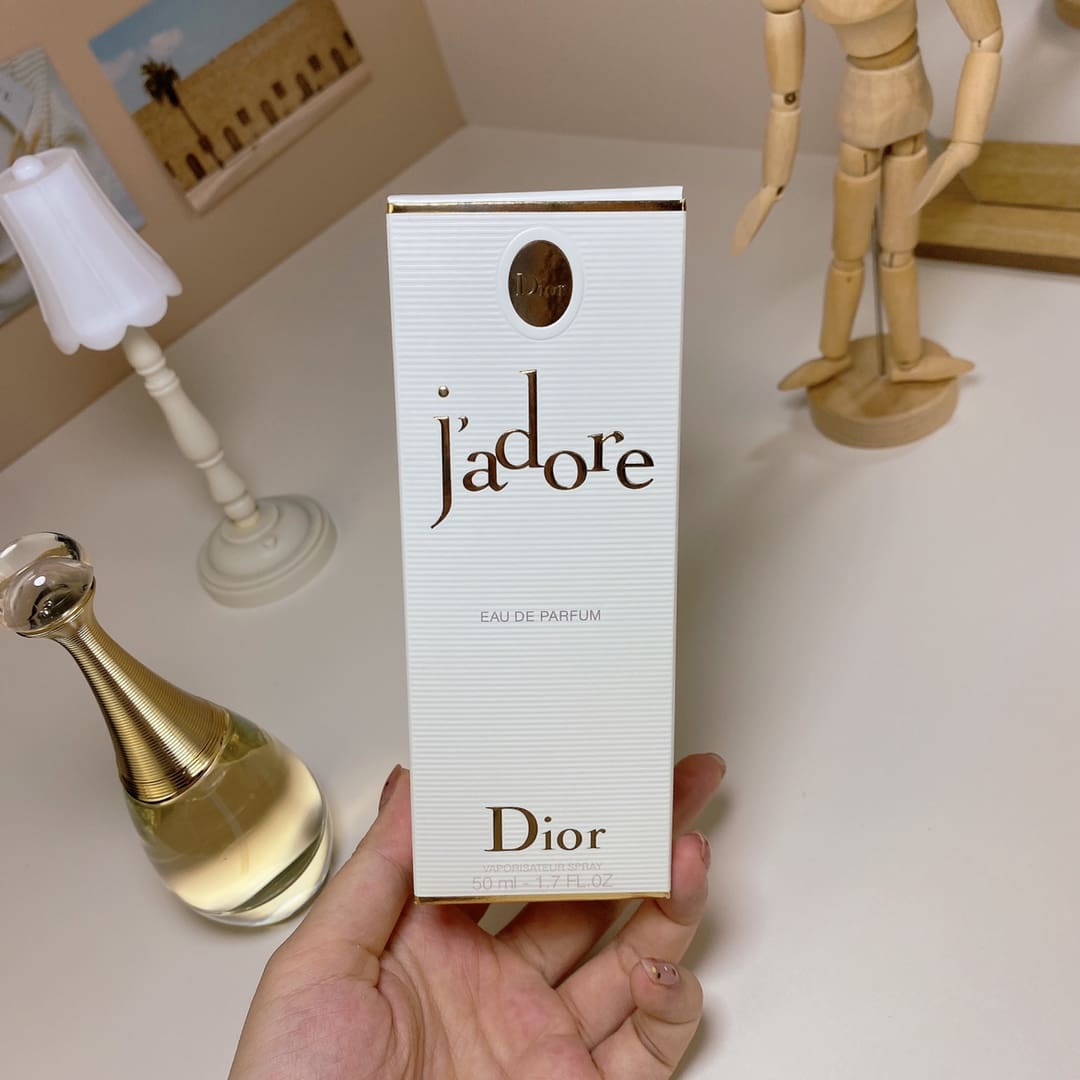 Dior
j'adore
EAU DE PARFUM
Dior
VAPORISATEUR SPRAY
50 ml - 1.7 FL.OZ